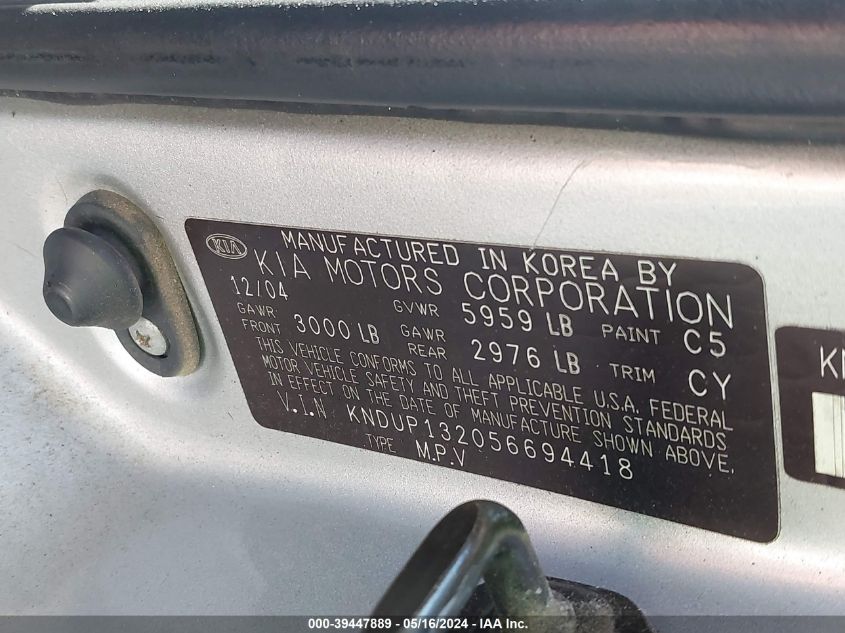 KIA MANUFACTURED IN KOREA BY
KIA MOTORS CORPORATION
12/04 GVWR 5959 LB PAINT C5
GAWR FRONT 3000 LB GAWR REAR 2976 LB TRIM CY
THIS VEHICLE CONFORMS TO ALL APPLICABLE U.S.A. FEDERAL
MOTOR VEHICLE SAFETY AND THEFT PREVENTION STANDARDS
IN EFFECT ON THE DATE OF MANUFACTURE SHOWN ABOVE.
V.I.N KNDUP132056694418
TYPE M.P.V
KN
000-39447889 - 05/16/2024 - IAA Inc.